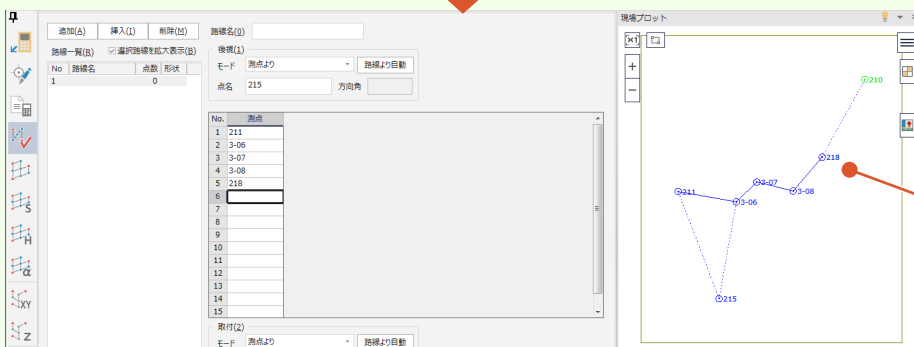 現場プロット
追加(A) 挿入(I) 削除(M) 路線名(0)
路線一覧(R) 選択路線を拡大表示(B) 後視(1)
モード 測点より 路線より自動
No 路線名 点数 形状
1 0
点名 215 方向角
No. 測点
1 211
2 3-06
3 3-07
4 3-08
5 218
6
7
8
9
10
11
12
13
14
15
取付(2)
モード 測点より 路線より自動
S
H
α
XY
Z
×1
+
−
210
218
3-07
3-08
211
3-06
215